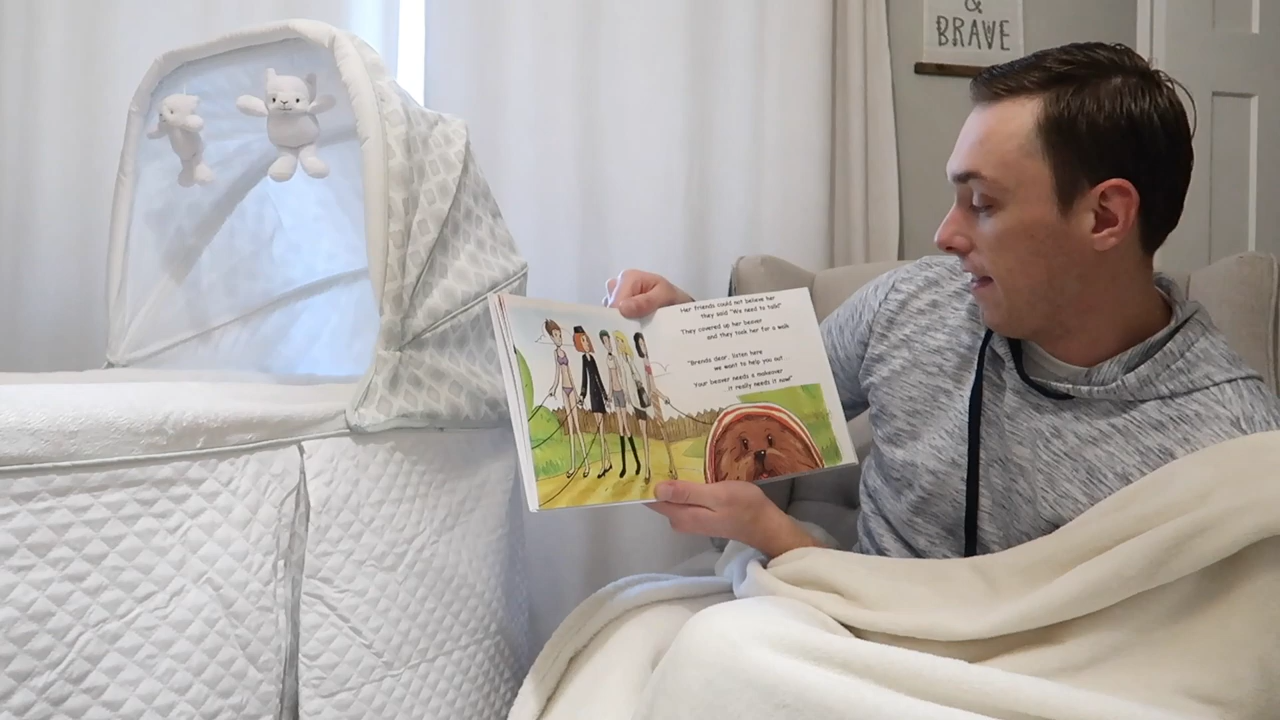 &
BRAVE
Her friends could not believe her
they said "We need to talk!"
They covered up her beaver
and they took her for a walk
"Brenda dear, listen here
we want to help you out...
Your beaver needs a makeover
...it really needs it now!"